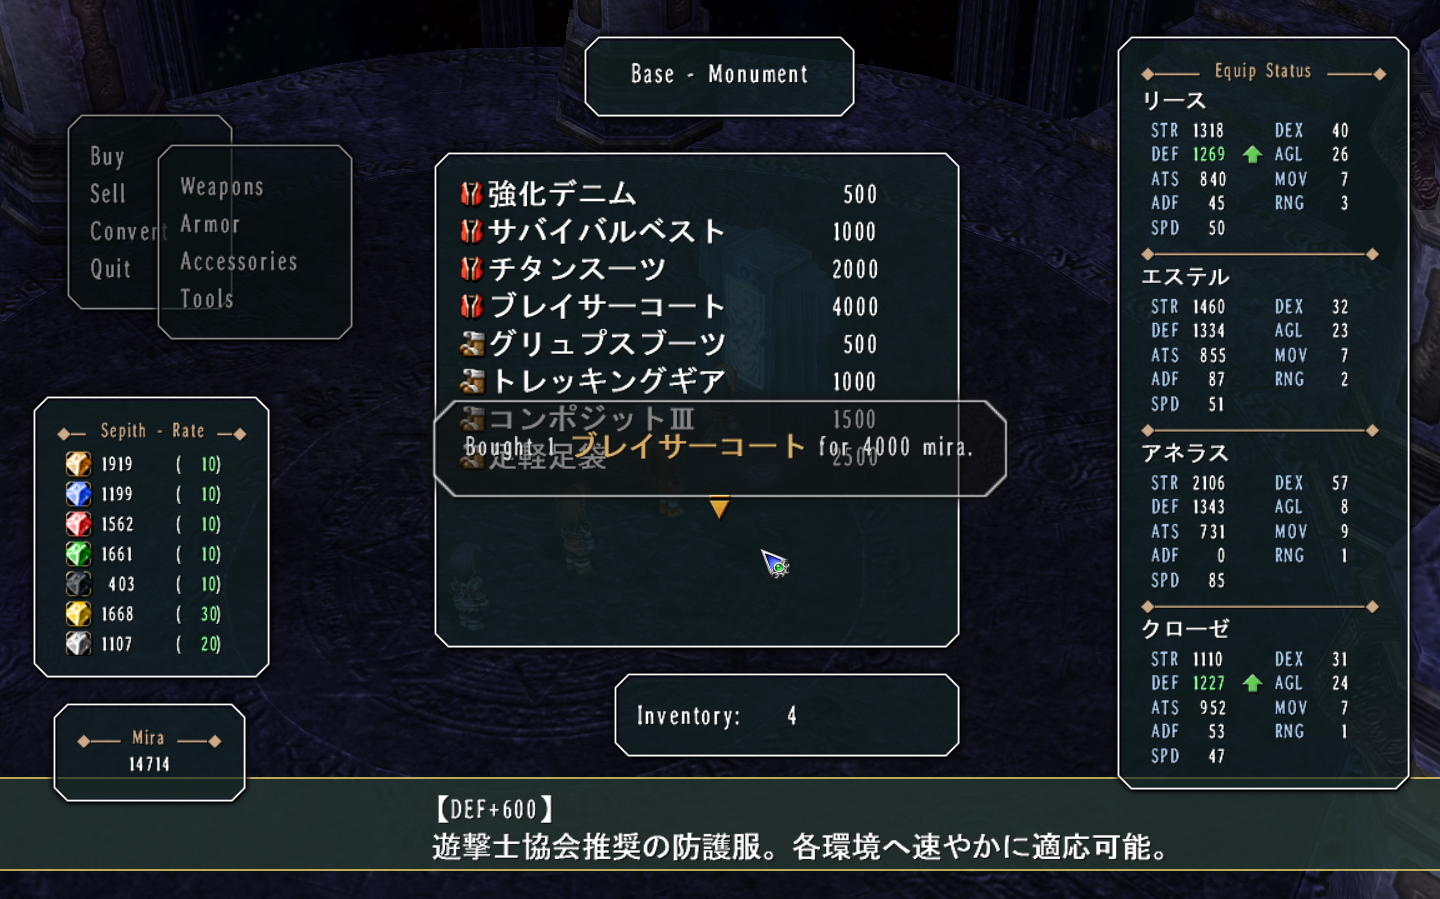 Base - Monument
Buy
Sell
Convert
Quit
Weapons
Armor
Accessories
Tools
強化デニム 500
サバイバルベスト 1000
チタンスーツ 2000
ブレイサーコート 4000
グリュプスブーツ 500
トレッキングギア 1000
コンポジットⅢ 1500
足軽足袋 2500
Bought 1 ブレイサーコート for 4000 mira.
Sepith - Rate
1919 ( 10)
1199 ( 10)
1562 ( 10)
1661 ( 10)
403 ( 10)
1668 ( 30)
1107 ( 20)
Mira
14714
Inventory: 4
Equip Status
リース
STR 1318 DEX 40
DEF 1269 AGL 26
ATS 840 MOV 7
ADF 45 RNG 3
SPD 50
エステル
STR 1460 DEX 32
DEF 1334 AGL 23
ATS 855 MOV 7
ADF 87 RNG 2
SPD 51
アネラス
STR 2106 DEX 57
DEF 1343 AGL 8
ATS 731 MOV 9
ADF 0 RNG 1
SPD 85
クローゼ
STR 1110 DEX 31
DEF 1227 AGL 24
ATS 952 MOV 7
ADF 53 RNG 1
SPD 47
【DEF+600】
遊撃士協会推奨の防護服。各環境へ速やかに適応可能。